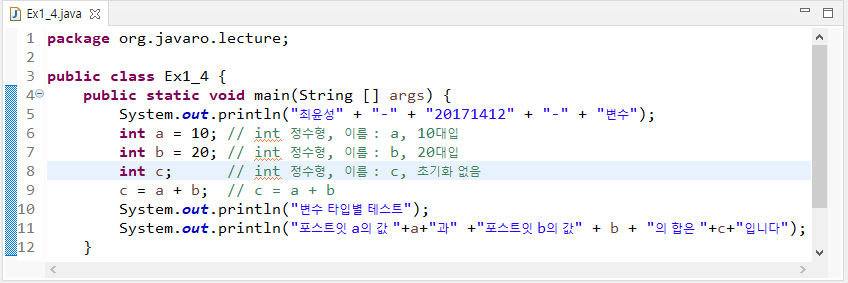 Ex1_4.java
1 package org.javaro.lecture;
2
3 public class Ex1_4 {
4 public static void main(String [] args) {
5 System.out.println("최윤성" + "-" + "20171412" + "-" + "변수");
6 int a = 10; // int 정수형, 이름 : a, 10대입
7 int b = 20; // int 정수형, 이름 : b, 20대입
8 int c; // int 정수형, 이름 : c, 초기화 없음
9 c = a + b; // c = a + b
10 System.out.println("변수 타입별 테스트");
11 System.out.println("포스트잇 a의 값 "+a+"과" +"포스트잇 b의 값" + b + "의 합은 "+c+"입니다");
12 }